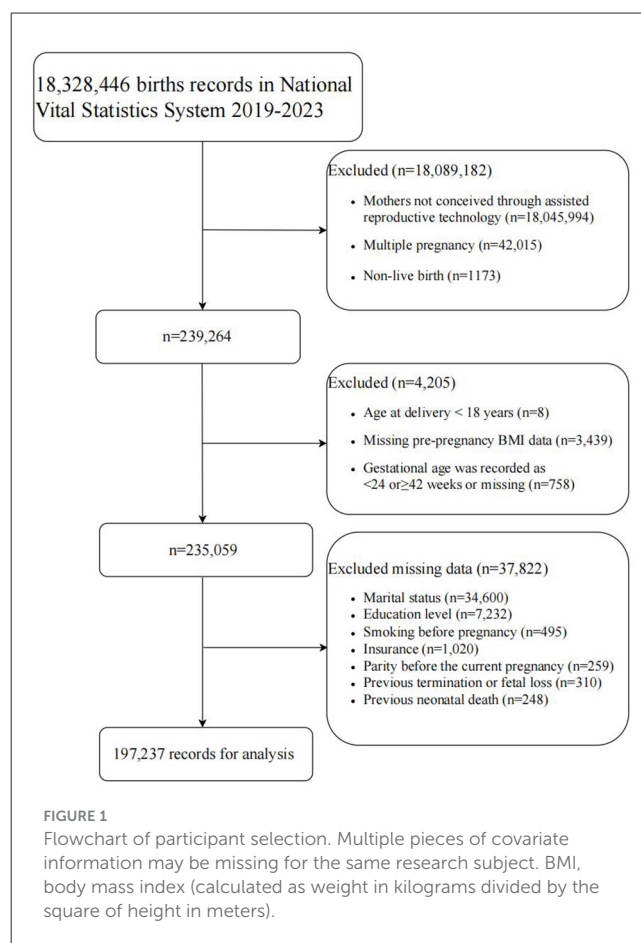 18,328,446 births records in National
Vital Statistics System 2019-2023
Excluded (n=18,089,182)
• Mothers not conceived through assisted
reproductive technology (n=18,045,994)
• Multiple pregnancy (n=42,015)
• Non-live birth (n=1173)
n=239,264
Excluded (n=4,205)
• Age at delivery < 18 years (n=8)
• Missing pre-pregnancy BMI data (n=3,439)
• Gestational age was recorded as
<24 or≥42 weeks or missing (n=758)
n=235,059
Excluded missing data (n=37,822)
• Marital status (n=34,600)
• Education level (n=7,232)
• Smoking before pregnancy (n=495)
• Insurance (n=1,020)
• Parity before the current pregnancy (n=259)
• Previous termination or fetal loss (n=310)
• Previous neonatal death (n=248)
197,237 records for analysis
FIGURE 1
Flowchart of participant selection. Multiple pieces of covariate
information may be missing for the same research subject. BMI,
body mass index (calculated as weight in kilograms divided by the
square of height in meters).